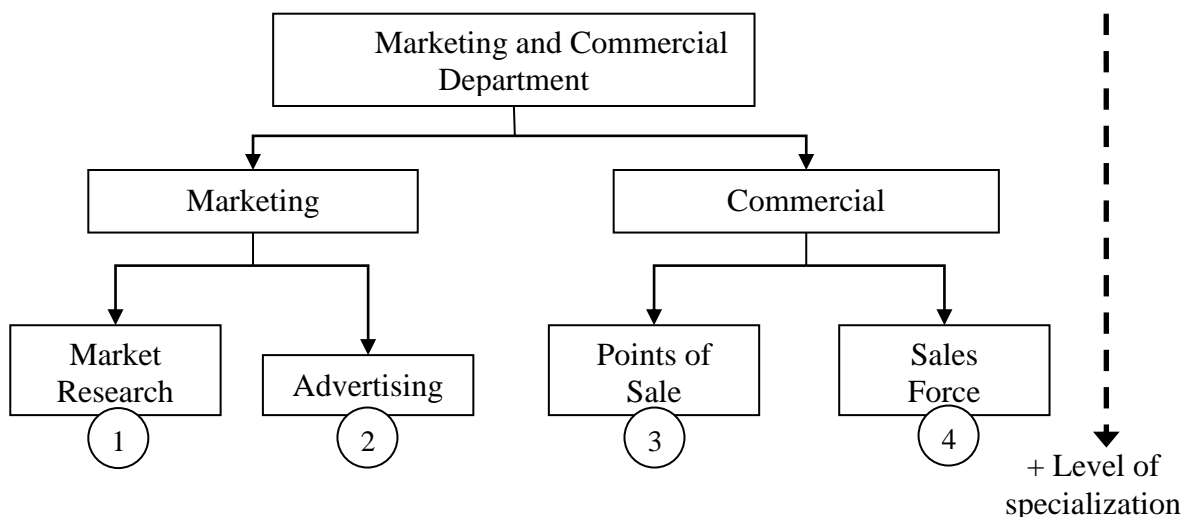 Marketing and Commercial
Department
Marketing
Commercial
Market
Research
Advertising
Points of
Sale
Sales
Force
1
2
3
4
+ Level of
specialization